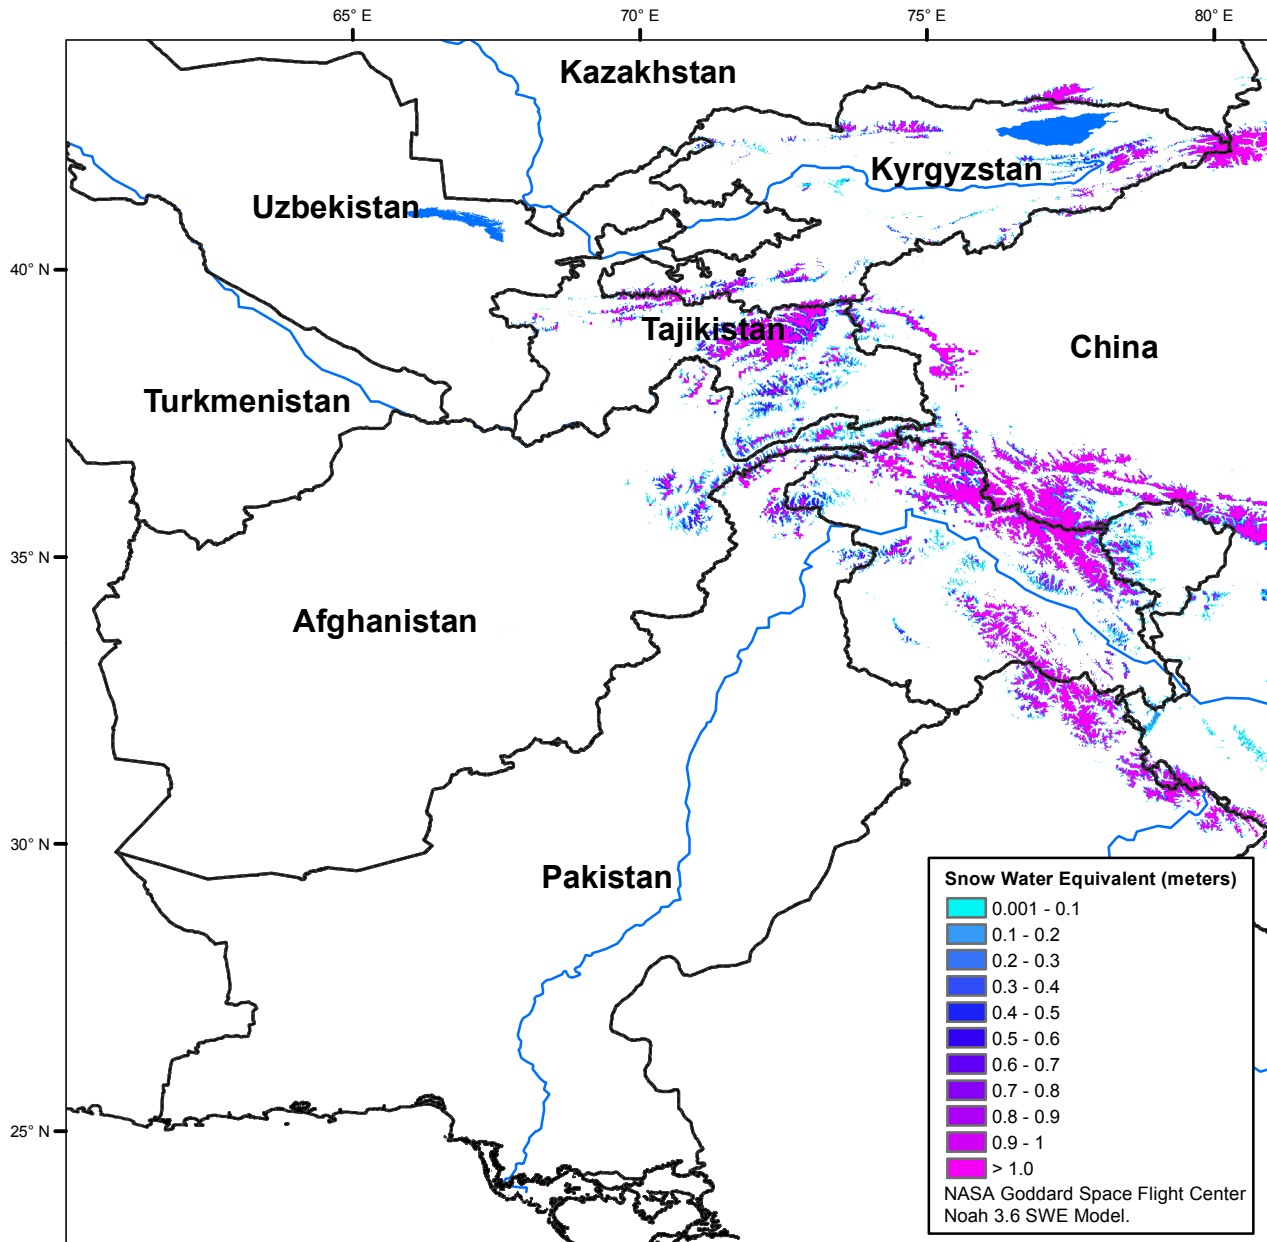 65° E
70° E
75° E
80° E
Kazakhstan
Kyrgyzstan
Uzbekistan
40° N
Tajikistan
China
Turkmenistan
35° N
Afghanistan
30° N
Pakistan
Snow Water Equivalent (meters)
0.001 - 0.1
0.1 - 0.2
0.2 - 0.3
0.3 - 0.4
0.4 - 0.5
0.5 - 0.6
0.6 - 0.7
0.7 - 0.8
0.8 - 0.9
0.9 - 1
> 1.0
NASA Goddard Space Flight Center
Noah 3.6 SWE Model.
25° N